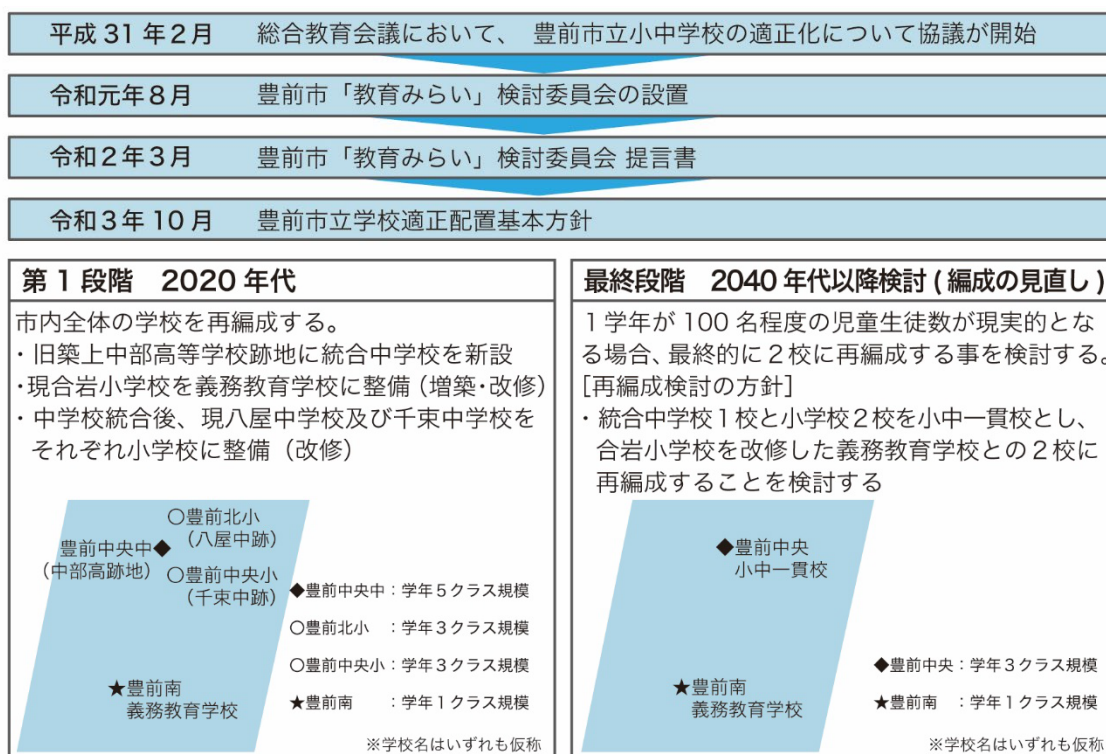 平成 31 年２月　総合教育会議において、 豊前市立小中学校の適正化について協議が開始
令和元年８月　豊前市「教育みらい」検討委員会の設置
令和２年３月　豊前市「教育みらい」検討委員会 提言書
令和３年 10 月　豊前市立学校適正配置基本方針
第 1 段階　2020 年代
市内全体の学校を再編成する。
・旧築上中部高等学校跡地に統合中学校を新設
・現合岩小学校を義務教育学校に整備（増築・改修）
・中学校統合後、現八屋中学校及び千束中学校を
それぞれ小学校に整備（改修）
〇豊前北小
（八屋中跡）
豊前中央中◆
（中部高跡地）
〇豊前中央小
（千束中跡）
★豊前南
義務教育学校
◆豊前中央中：学年５クラス規模
〇豊前北小　：学年３クラス規模
〇豊前中央小：学年３クラス規模
★豊前南　　：学年１クラス規模
※学校名はいずれも仮称
最終段階　2040 年代以降検討 ( 編成の見直し )
１学年が 100 名程度の児童生徒数が現実的とな
る場合、最終的に２校に再編成する事を検討する。
［再編成検討の方針］
・統合中学校１校と小学校２校を小中一貫校とし、
合岩小学校を改修した義務教育学校との２校に
再編成することを検討する
◆豊前中央
小中一貫校
★豊前南
義務教育学校
◆豊前中央：学年３クラス規模
★豊前南　：学年１クラス規模
※学校名はいずれも仮称